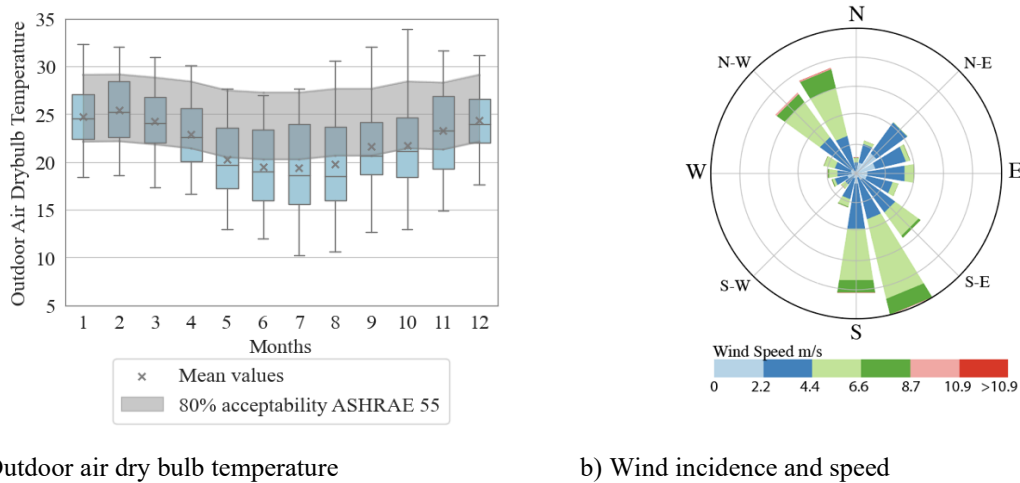 35
30
25
20
15
10
5
Outdoor Air Drybulb Temperature
1 2 3 4 5 6 7 8 9 10 11 12
Months
Mean values
80% acceptability ASHRAE 55
N
N-W
N-E
W
E
S-W
S-E
S
Wind Speed m/s
0 2.2 4.4 6.6 8.7 10.9 >10.9
utdoor air dry bulb temperature
b) Wind incidence and speed